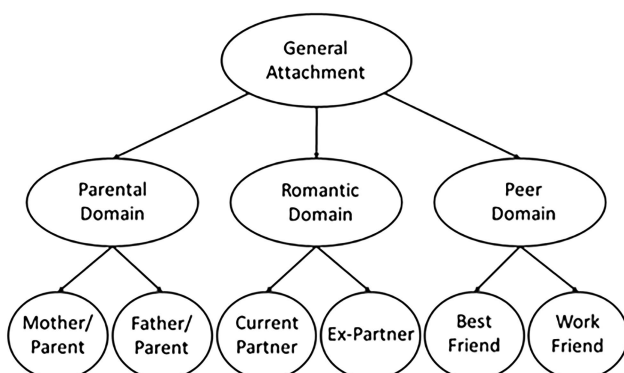 General
Attachment
Parental
Domain
Romantic
Domain
Peer
Domain
Mother/
Parent
Father/
Parent
Current
Partner
Ex-Partner
Best
Friend
Work
Friend